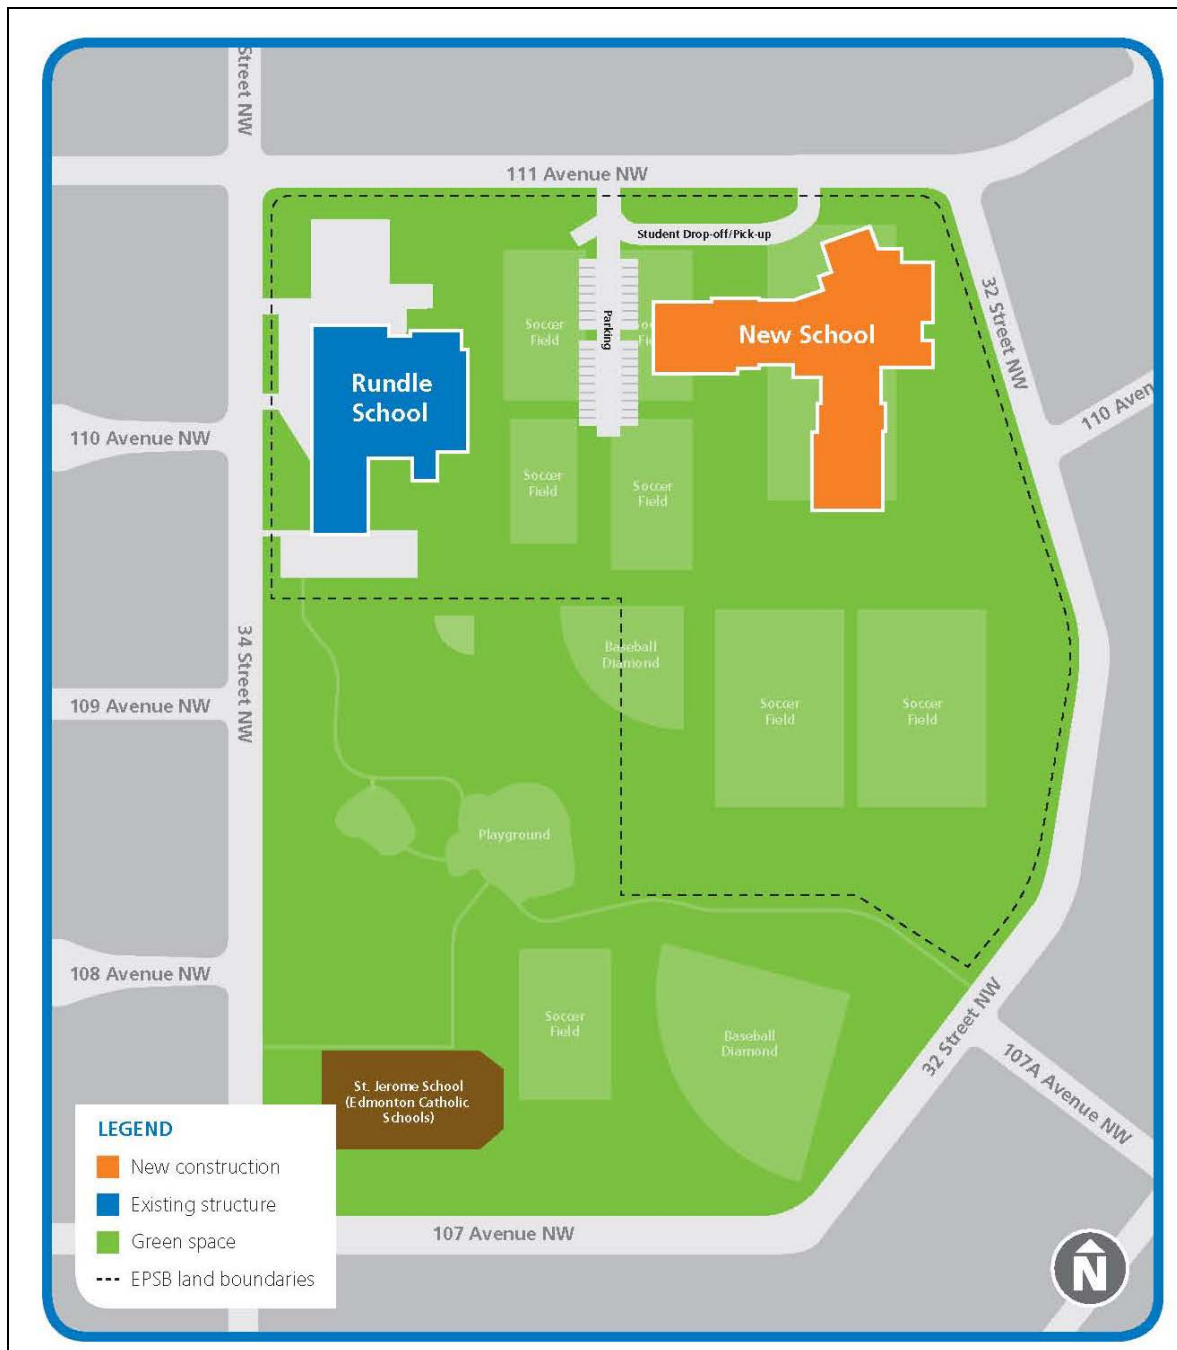 Street NW
111 Avenue NW
Student Drop-off/Pick-up
32 Street NW
Soccer
Field
Parking
New School
Rundle
School
110 Avenue NW
110 Aven
Soccer
Field
Soccer
Field
34 Street NW
Baseball
Diamond
109 Avenue NW
Soccer
Field
Soccer
Field
Playground
108 Avenue NW
Soccer
Field
Baseball
Diamond
32 Street NW
107A Avenue NW
St. Jerome School
(Edmonton Catholic
Schools)
LEGEND
New construction
Existing structure
Green space
EPSB land boundaries
107 Avenue NW
N